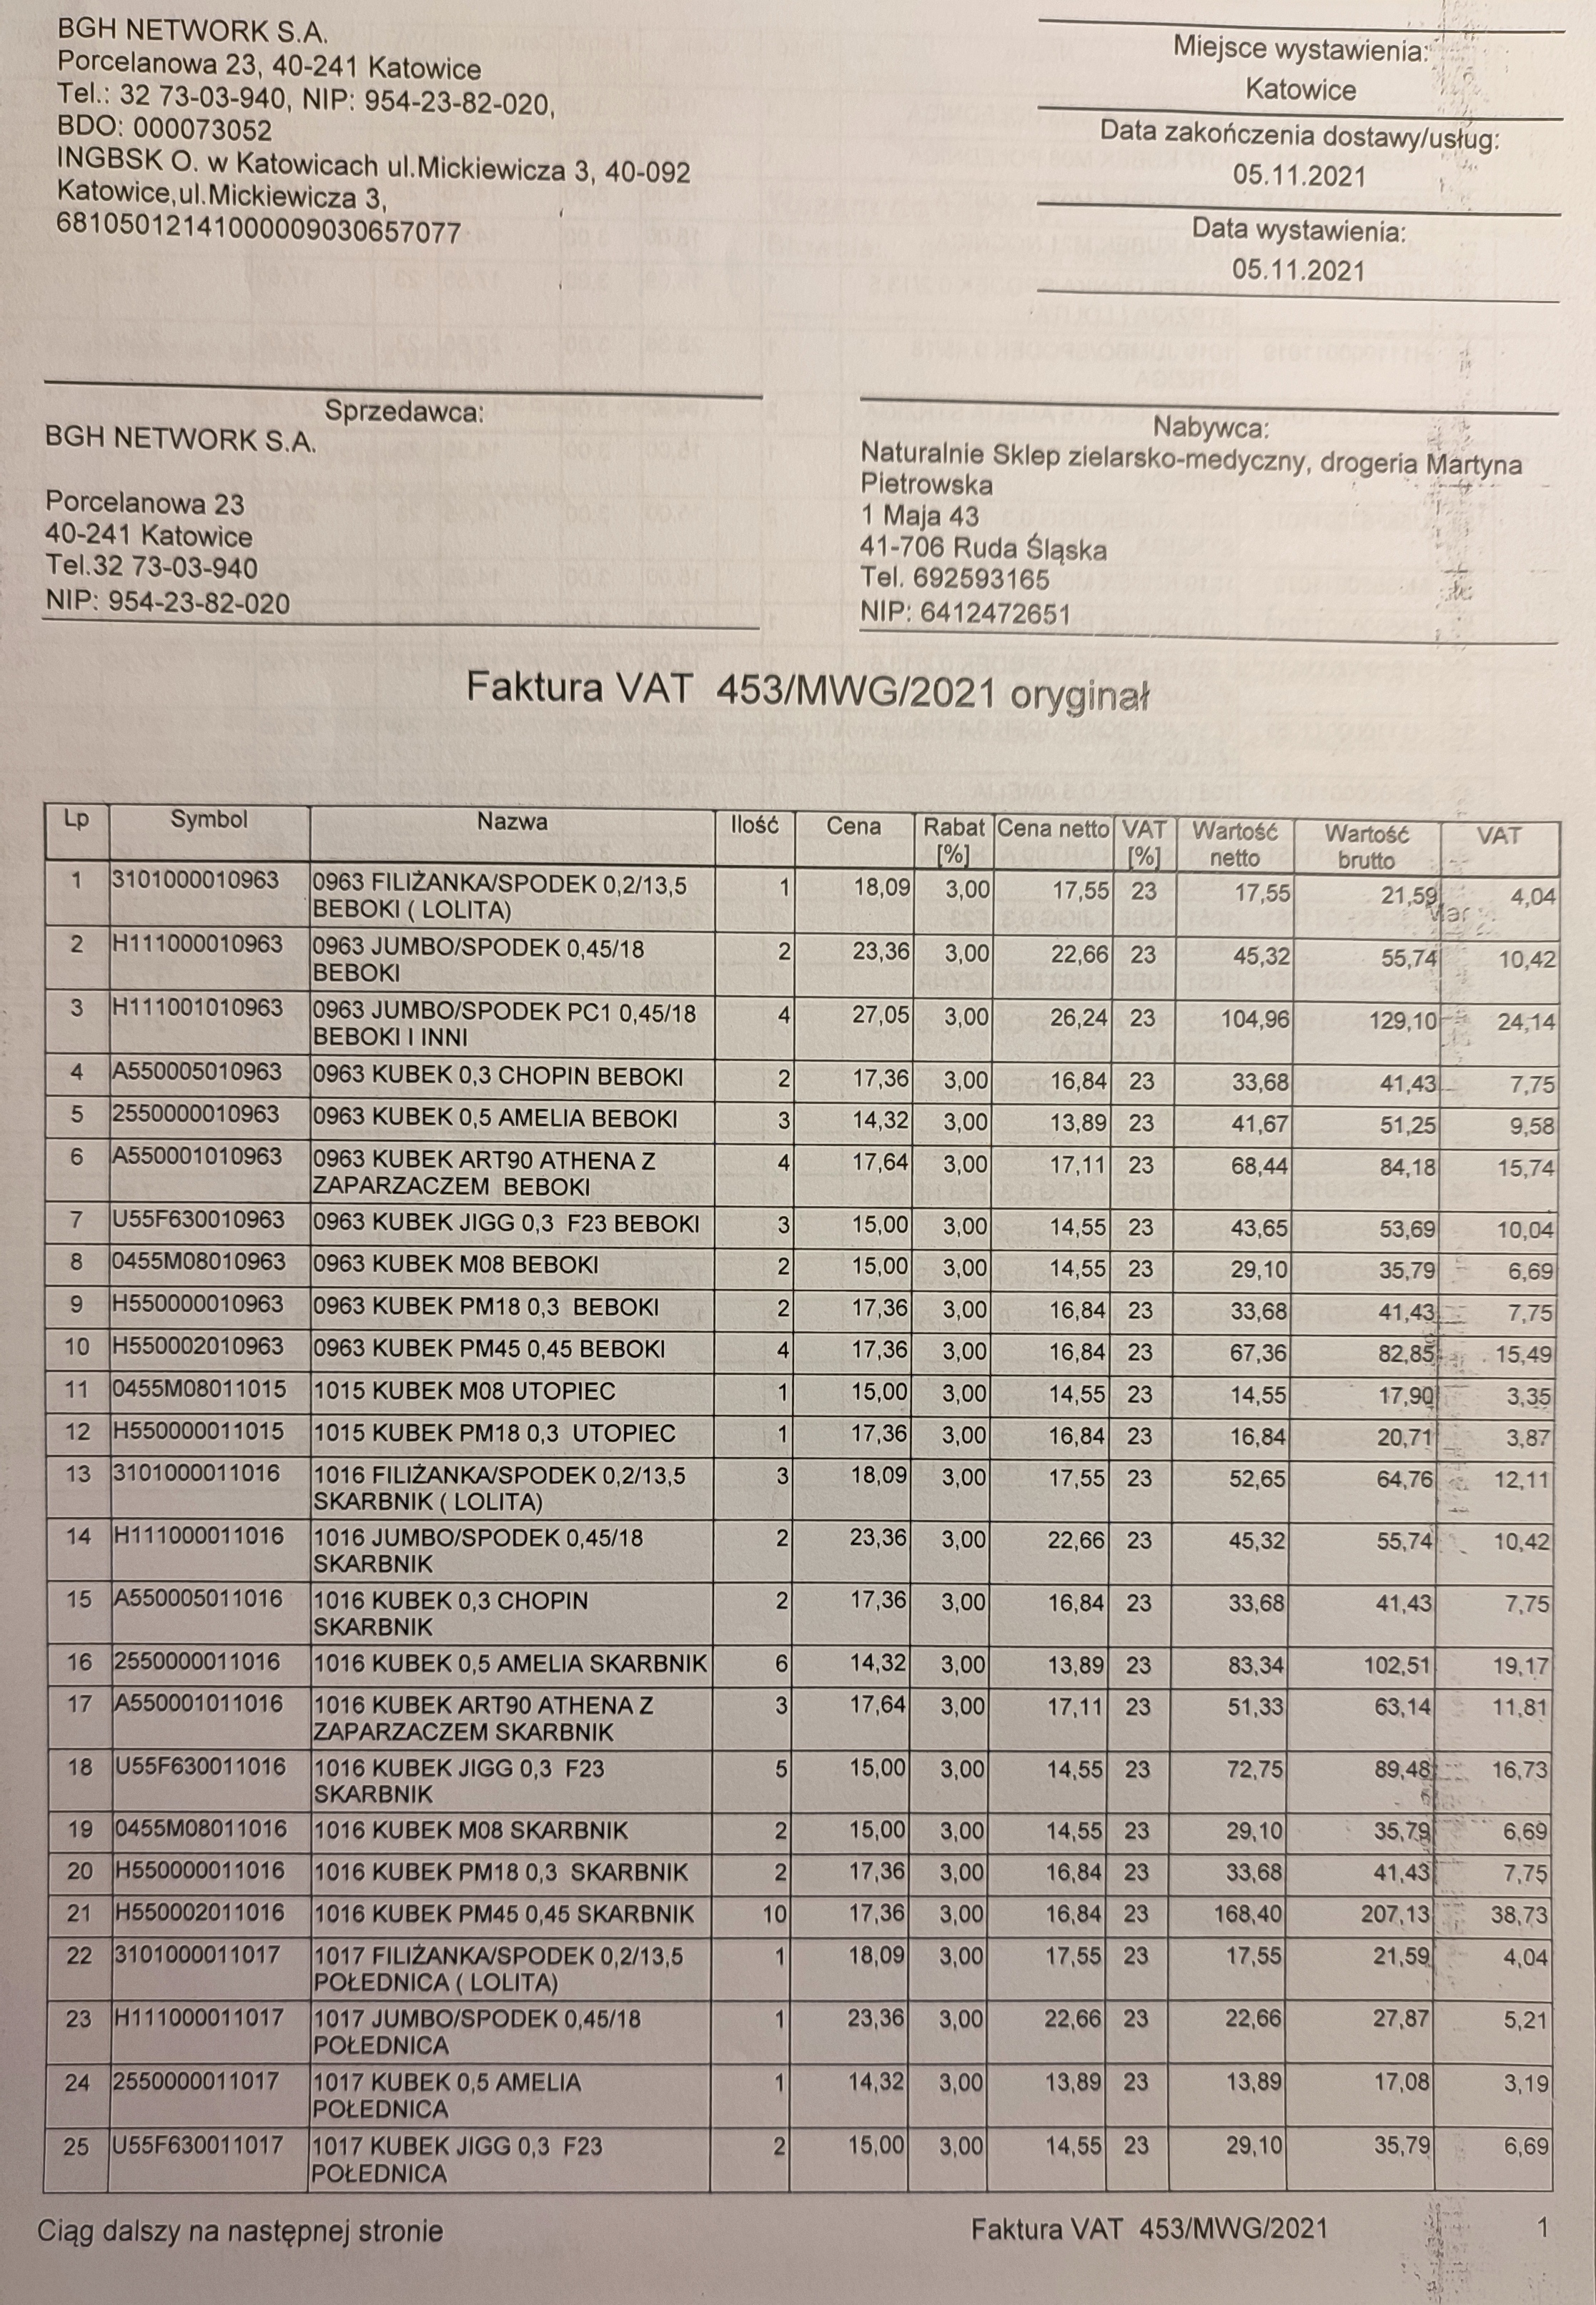 BGH NETWORK S.A.
Porcelanowa 23, 40-241 Katowice
Tel.: 32 73-03-940, NIP: 954-23-82-020,
BDO: 000073052
INGBSK O. w Katowicach ul.Mickiewicza 3, 40-092
Katowice,ul.Mickiewicza 3,
68105012141000009030657077
Miejsce wystawienia:
Katowice
Data zakończenia dostawy/usług:
05.11.2021
Data wystawienia:
05.11.2021
Sprzedawca:
BGH NETWORK S.A.
Porcelanowa 23
40-241 Katowice
Tel.32 73-03-940
NIP: 954-23-82-020
Nabywca:
Naturalnie Sklep zielarsko-medyczny, drogeria Martyna
Pietrowska
1 Maja 43
41-706 Ruda Śląska
Tel. 692593165
NIP: 6412472651
Faktura VAT 453/MWG/2021 oryginał
Lp Symbol Nazwa Ilość Cena Rabat [%] Cena netto VAT [%] Wartość netto Wartość brutto VAT
1 3101000010963 0963 FILIŻANKA/SPODEK 0,2/13,5 1 18,09 3,00 17,55 23 17,55 21,59 4,04
BEBOKI ( LOLITA)
2 H111000010963 0963 JUMBO/SPODEK 0,45/18 2 23,36 3,00 22,66 23 45,32 55,74 10,42
BEBOKI
3 H111001010963 0963 JUMBO/SPODEK PC1 0,45/18 4 27,05 3,00 26,24 23 104,96 129,10 24,14
BEBOKI I INNI
4 A550005010963 0963 KUBEK 0,3 CHOPIN BEBOKI 2 17,36 3,00 16,84 23 33,68 41,43 7,75
5 2550000010963 0963 KUBEK 0,5 AMELIA BEBOKI 3 14,32 3,00 13,89 23 41,67 51,25 9,58
6 A550001010963 0963 KUBEK ART90 ATHENA Z 4 17,64 3,00 17,11 23 68,44 84,18 15,74
ZAPARZACZEM BEBOKI
7 U55F630010963 0963 KUBEK JIGG 0,3 F23 BEBOKI 3 15,00 3,00 14,55 23 43,65 53,69 10,04
8 0455M08010963 0963 KUBEK M08 BEBOKI 2 15,00 3,00 14,55 23 29,10 35,79 6,69
9 H550000010963 0963 KUBEK PM18 0,3 BEBOKI 2 17,36 3,00 16,84 23 33,68 41,43 7,75
10 H550002010963 0963 KUBEK PM45 0,45 BEBOKI 4 17,36 3,00 16,84 23 67,36 82,85 15,49
11 0455M08011015 1015 KUBEK M08 UTOPIEC 1 15,00 3,00 14,55 23 14,55 17,90 3,35
12 H550000011015 1015 KUBEK PM18 0,3 UTOPIEC 1 17,36 3,00 16,84 23 16,84 20,71 3,87
13 3101000011016 1016 FILIŻANKA/SPODEK 0,2/13,5 3 18,09 3,00 17,55 23 52,65 64,76 12,11
SKARBNIK ( LOLITA)
14 H111000011016 1016 JUMBO/SPODEK 0,45/18 2 23,36 3,00 22,66 23 45,32 55,74 10,42
SKARBNIK
15 A550005011016 1016 KUBEK 0,3 CHOPIN 2 17,36 3,00 16,84 23 33,68 41,43 7,75
SKARBNIK
16 2550000011016 1016 KUBEK 0,5 AMELIA SKARBNIK 6 14,32 3,00 13,89 23 83,34 102,51 19,17
17 A550001011016 1016 KUBEK ART90 ATHENA Z 3 17,64 3,00 17,11 23 51,33 63,14 11,81
ZAPARZACZEM SKARBNIK
18 U55F630011016 1016 KUBEK JIGG 0,3 F23 5 15,00 3,00 14,55 23 72,75 89,48 16,73
SKARBNIK
19 0455M08011016 1016 KUBEK M08 SKARBNIK 2 15,00 3,00 14,55 23 29,10 35,79 6,69
20 H550000011016 1016 KUBEK PM18 0,3 SKARBNIK 2 17,36 3,00 16,84 23 33,68 41,43 7,75
21 H550002011016 1016 KUBEK PM45 0,45 SKARBNIK 10 17,36 3,00 16,84 23 168,40 207,13 38,73
22 3101000011017 1017 FILIŻANKA/SPODEK 0,2/13,5 1 18,09 3,00 17,55 23 17,55 21,59 4,04
POŁEDNICA ( LOLITA)
23 H111000011017 1017 JUMBO/SPODEK 0,45/18 1 23,36 3,00 22,66 23 22,66 27,87 5,21
POŁEDNICA
24 2550000011017 1017 KUBEK 0,5 AMELIA 1 14,32 3,00 13,89 23 13,89 17,08 3,19
POŁEDNICA
25 U55F630011017 1017 KUBEK JIGG 0,3 F23 2 15,00 3,00 14,55 23 29,10 35,79 6,69
POŁEDNICA
Ciąg dalszy na następnej stronie
Faktura VAT 453/MWG/2021 1